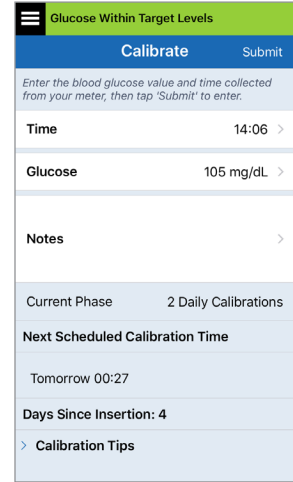 Glucose Within Target Levels
Calibrate Submit
Enter the blood glucose value and time collected
from your meter, then tap 'Submit' to enter.
Time 14:06
Glucose 105 mg/dL
Notes
Current Phase 2 Daily Calibrations
Next Scheduled Calibration Time
Tomorrow 00:27
Days Since Insertion: 4
Calibration Tips